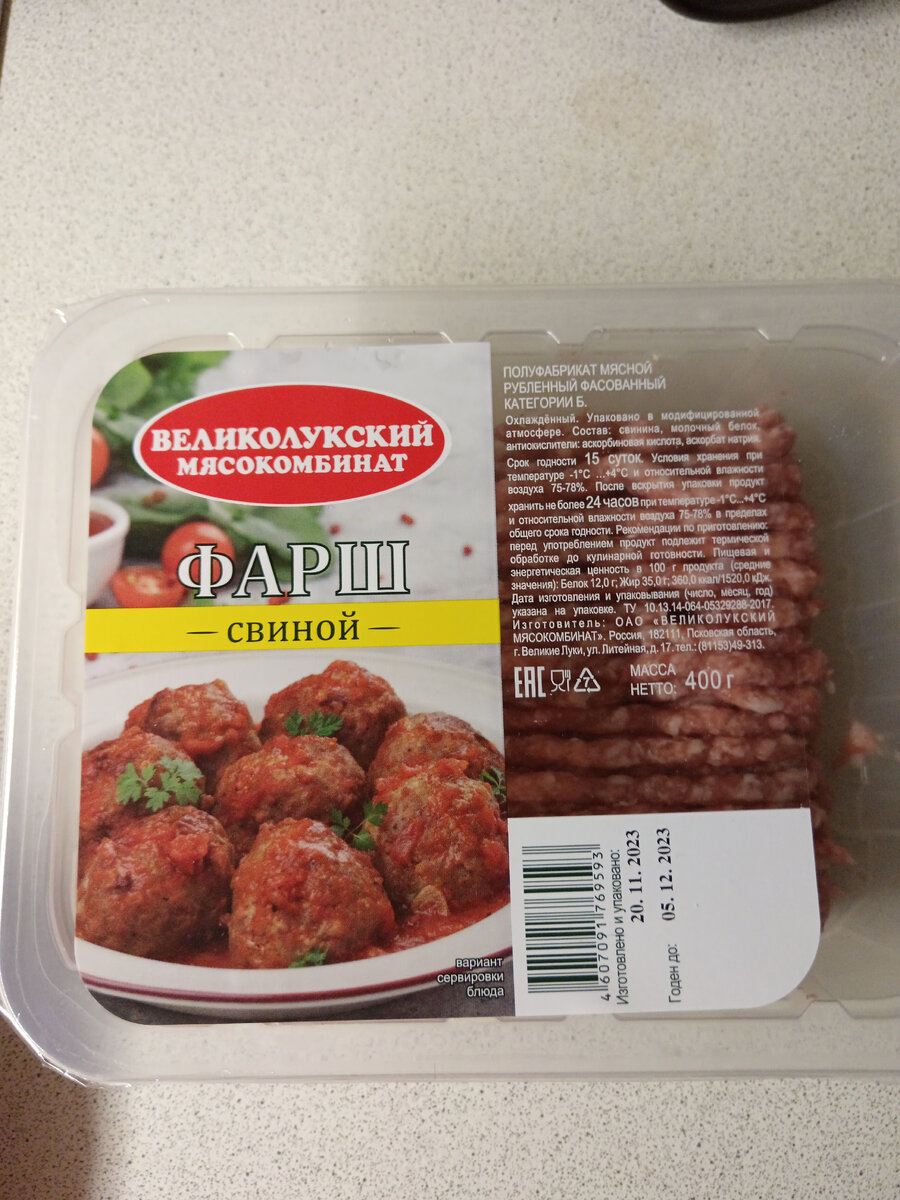 ВЕЛИКОЛУКСКИЙ
МЯСОКОМБИНАТ
ФАРШ
— СВИНОЙ —
вариант
сервировки
блюда
ПОЛУФАБРИКАТ МЯСНОЙ
РУБЛЕННЫЙ ФАСОВАННЫЙ
КАТЕГОРИИ Б.
Охлаждённый. Упаковано в модифицированной
атмосфере. Состав: свинина, молочный белок,
антиокислители: аскорбиновая кислота, аскорбат натрия.
Срок годности 15 суток. Условия хранения при
температуре -1°С ...+4°С и относительной влажности
воздуха 75-78%. После вскрытия упаковки продукт
хранить не более 24 часов при температуре -1°С...+4°С
и относительной влажности воздуха 75-78% в пределах
общего срока годности. Рекомендации по приготовлению:
перед употреблением продукт подлежит термической
обработке до кулинарной готовности. Пищевая и
энергетическая ценность в 100 г продукта (средние
значения): Белок 12,0 г; Жир 35,0 г; 360,0 ккал/1520,0 кДж.
Дата изготовления и упаковывания (число, месяц, год)
указана на упаковке. ТУ 10.13.14-064-05329288-2017.
Изготовитель: ОАО «ВЕЛИКОЛУКСКИЙ
МЯСОКОМБИНАТ». Россия, 182111, Псковская область,
г. Великие Луки, ул. Литейная, д. 17. тел.: (81153)49-313.
EAC
7
МАССА
НЕТТО: 400 г
4 607091 769593
Изготовлено и упаковано:
20. 11. 2023
Годен до: 05. 12. 2023